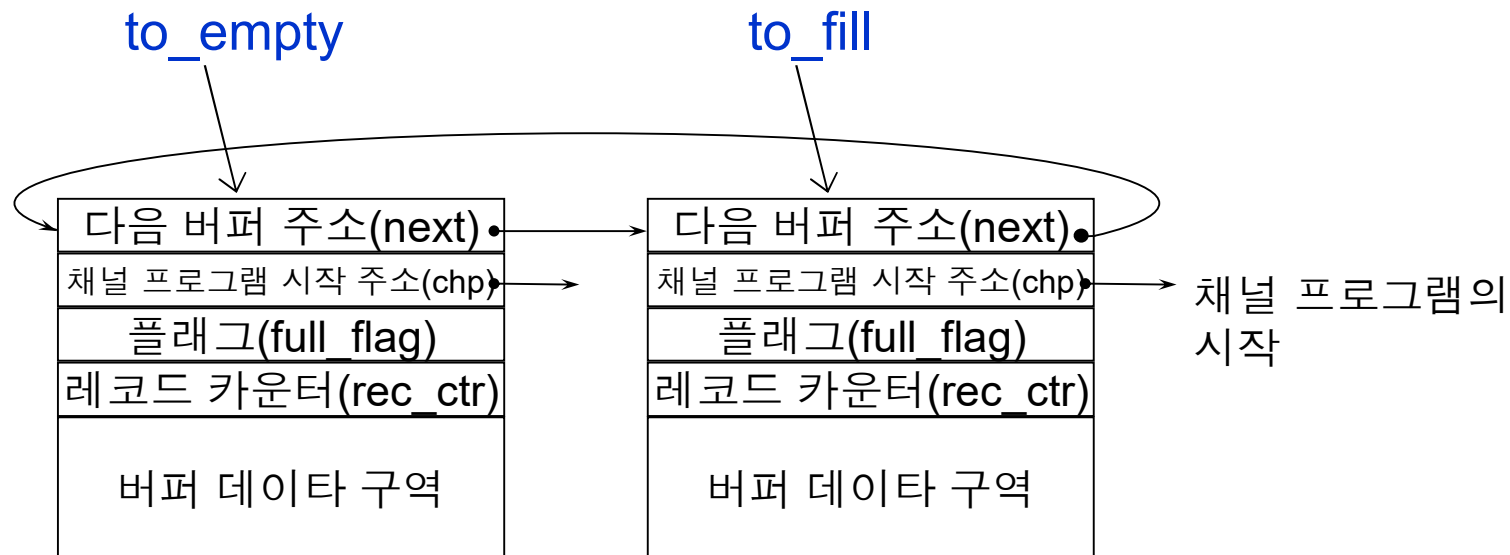 to_empty
to_fill
다음 버퍼 주소(next)
다음 버퍼 주소(next)
채널 프로그램 시작 주소(chp)
채널 프로그램 시작 주소(chp)
채널 프로그램의
시작
플래그(full_flag)
플래그(full_flag)
레코드 카운터(rec_ctr)
레코드 카운터(rec_ctr)
버퍼 데이타 구역
버퍼 데이타 구역